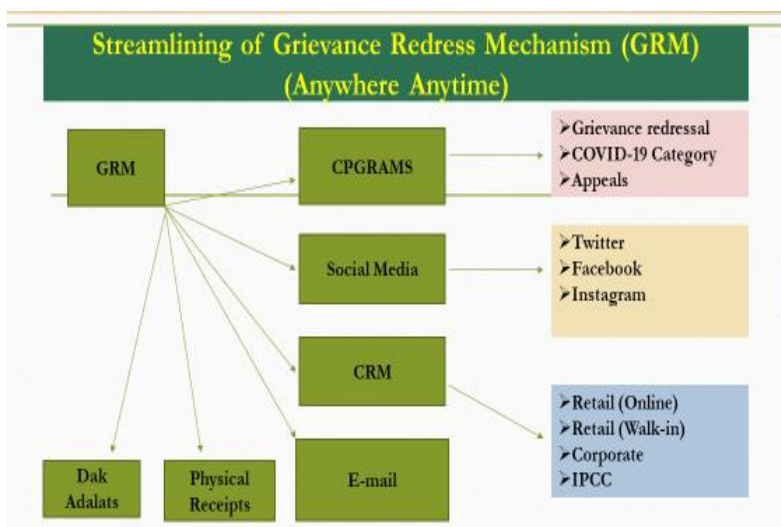 Streamlining of Grievance Redress Mechanism (GRM)
(Anywhere Anytime)
GRM
CPGRAMS
➢Grievance redressal
➢COVID-19 Category
➢Appeals
Social Media
➢Twitter
➢Facebook
➢Instagram
CRM
➢Retail (Online)
➢Retail (Walk-in)
➢Corporate
➢IPCC
Dak
Adalats
Physical
Receipts
E-mail